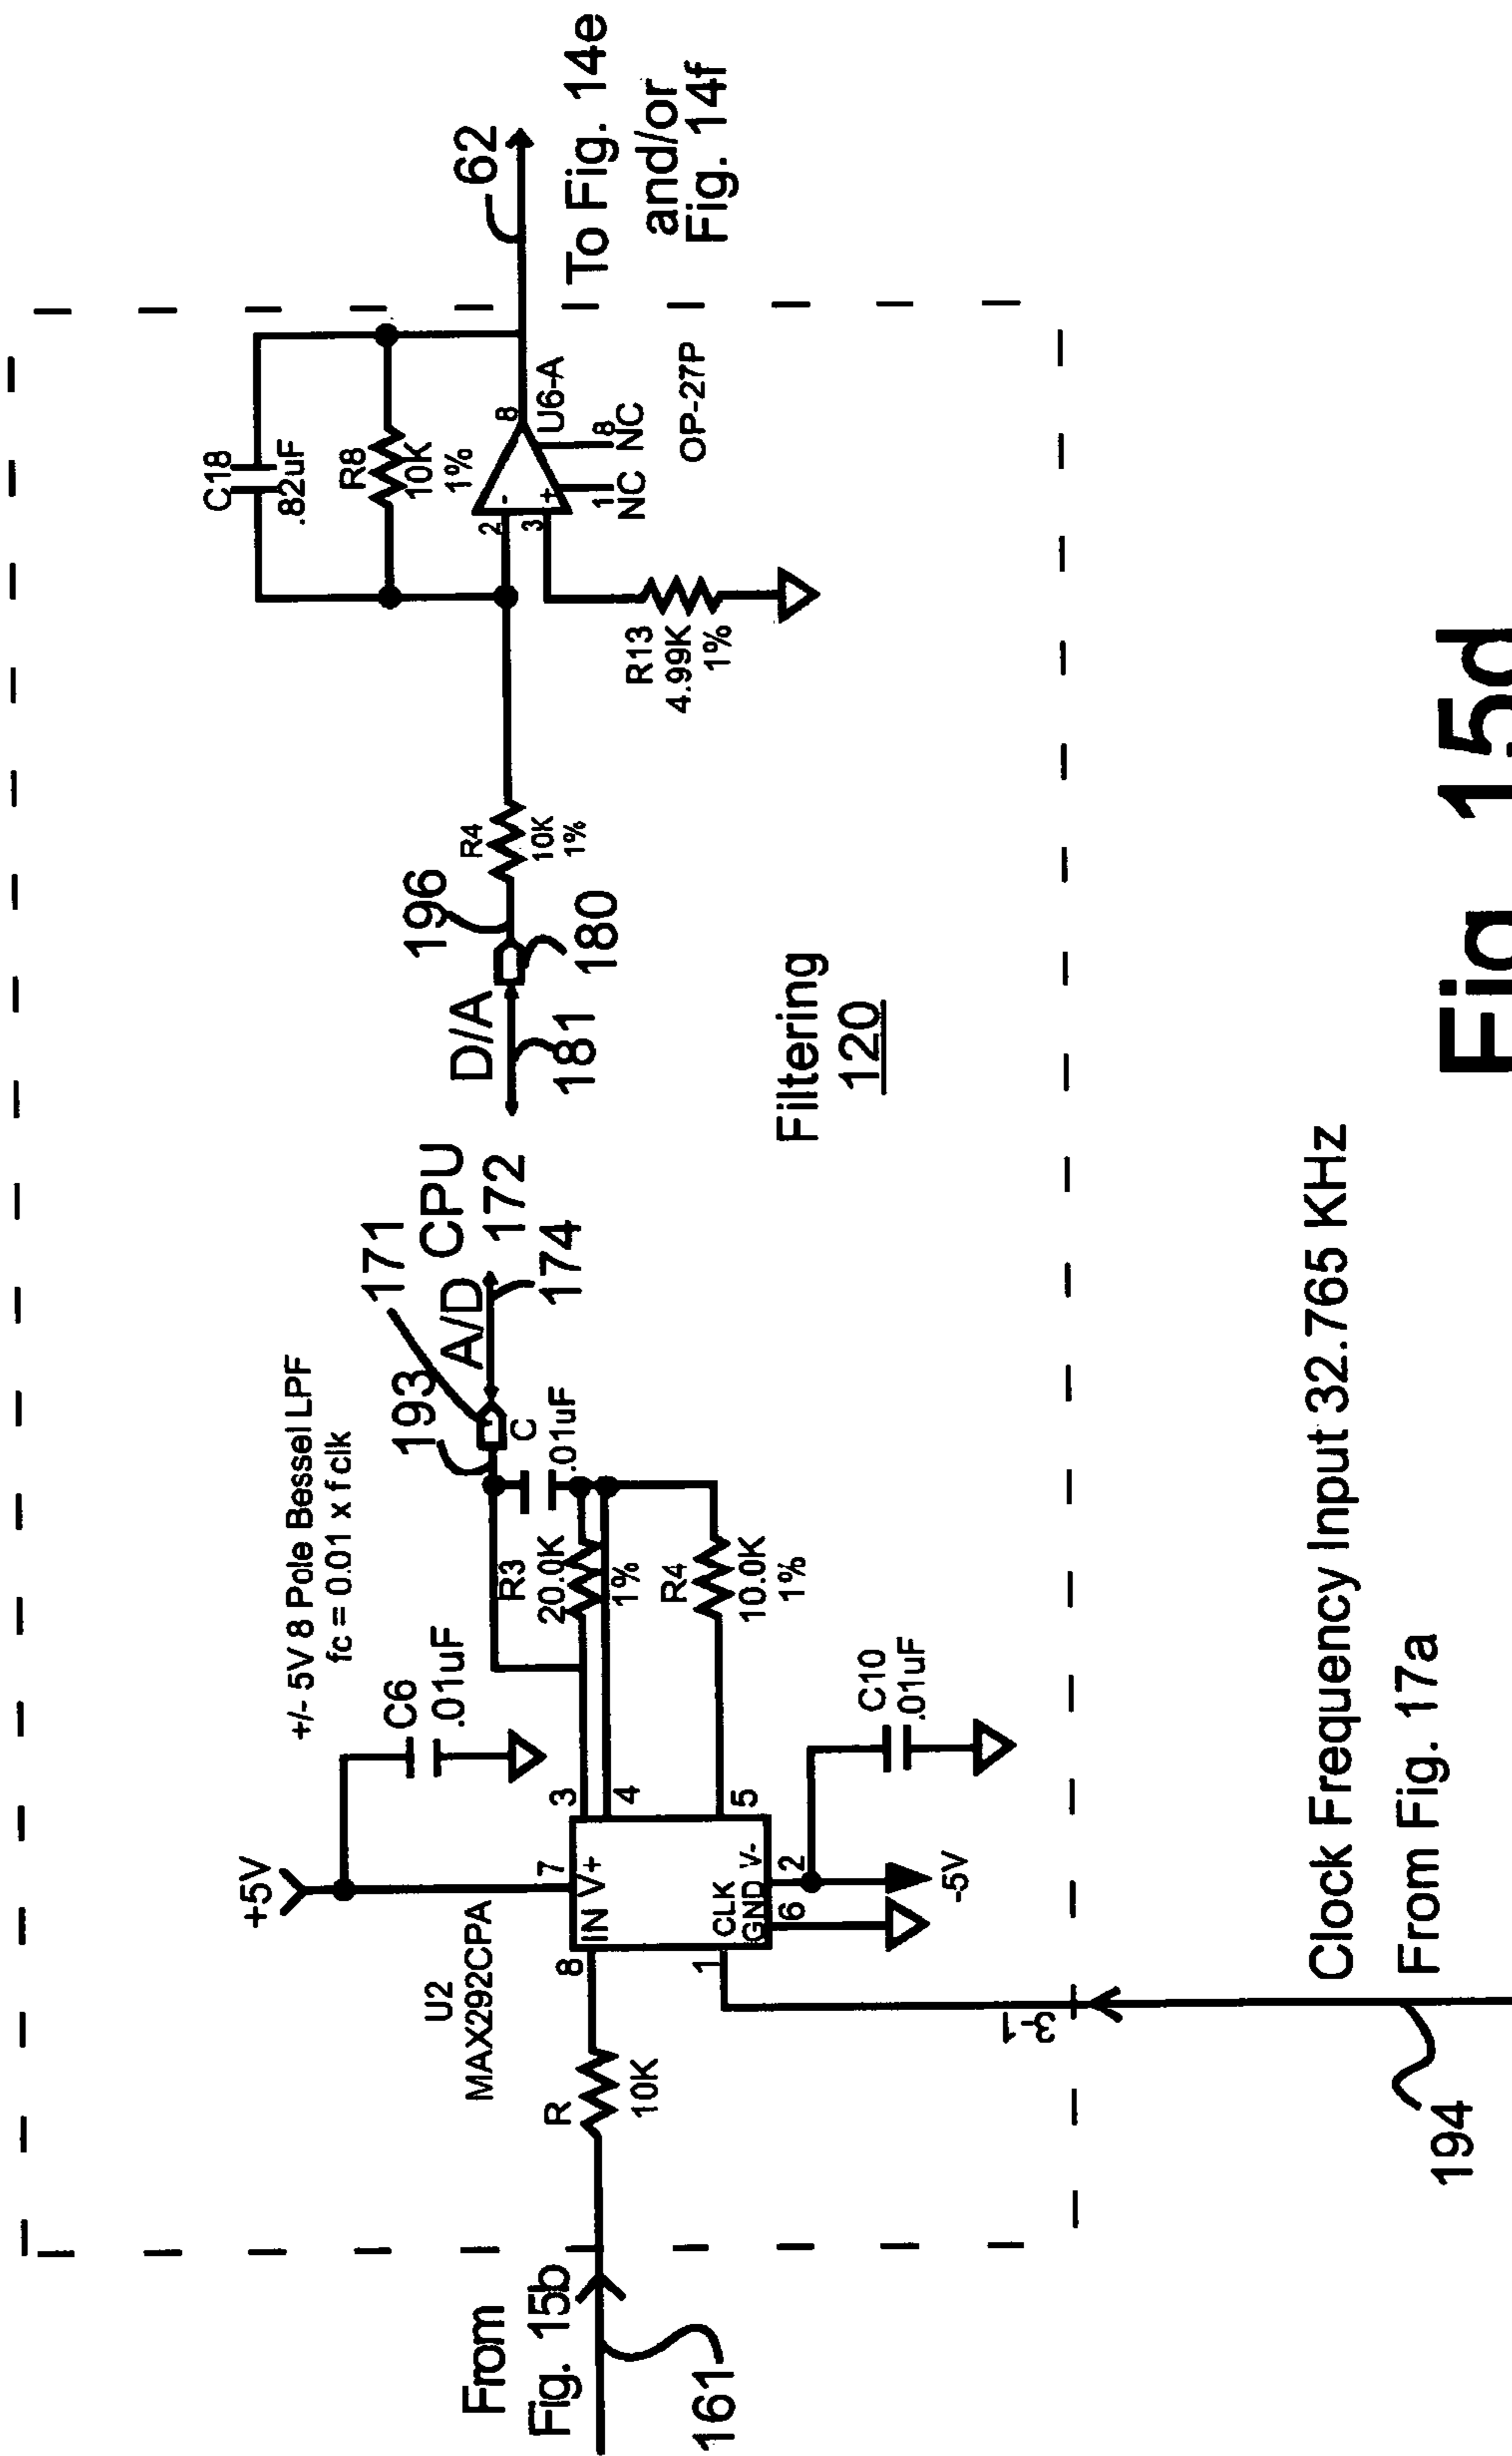 From
Fig. 15b
161
R
10K
U2
MAX292CPA
+5V
C6
.01uF
+/- 5V 8 Pole Bessel LPF
fc = 0.01 x f clk
8
IN
7
V+
3
4
5
1
CLK
GND
V-
6
2
-5V
C10
.01uF
R3
20.0K
1%
R4
10.0K
1%
193
C
.01uF
171
A/D
174
CPU
172
D/A
181
196
180
R4
10K
1%
Filtering
120
C18
.82uF
R8
10K
1%
2
-
3
+
8
U6-A
1
NC
8
NC
OP-27P
R13
4.99K
1%
62
To Fig. 14e
and/or
Fig. 14f
3-1
Clock Frequency Input 32.765 KHz
From Fig. 17a
194
Fig. 15d